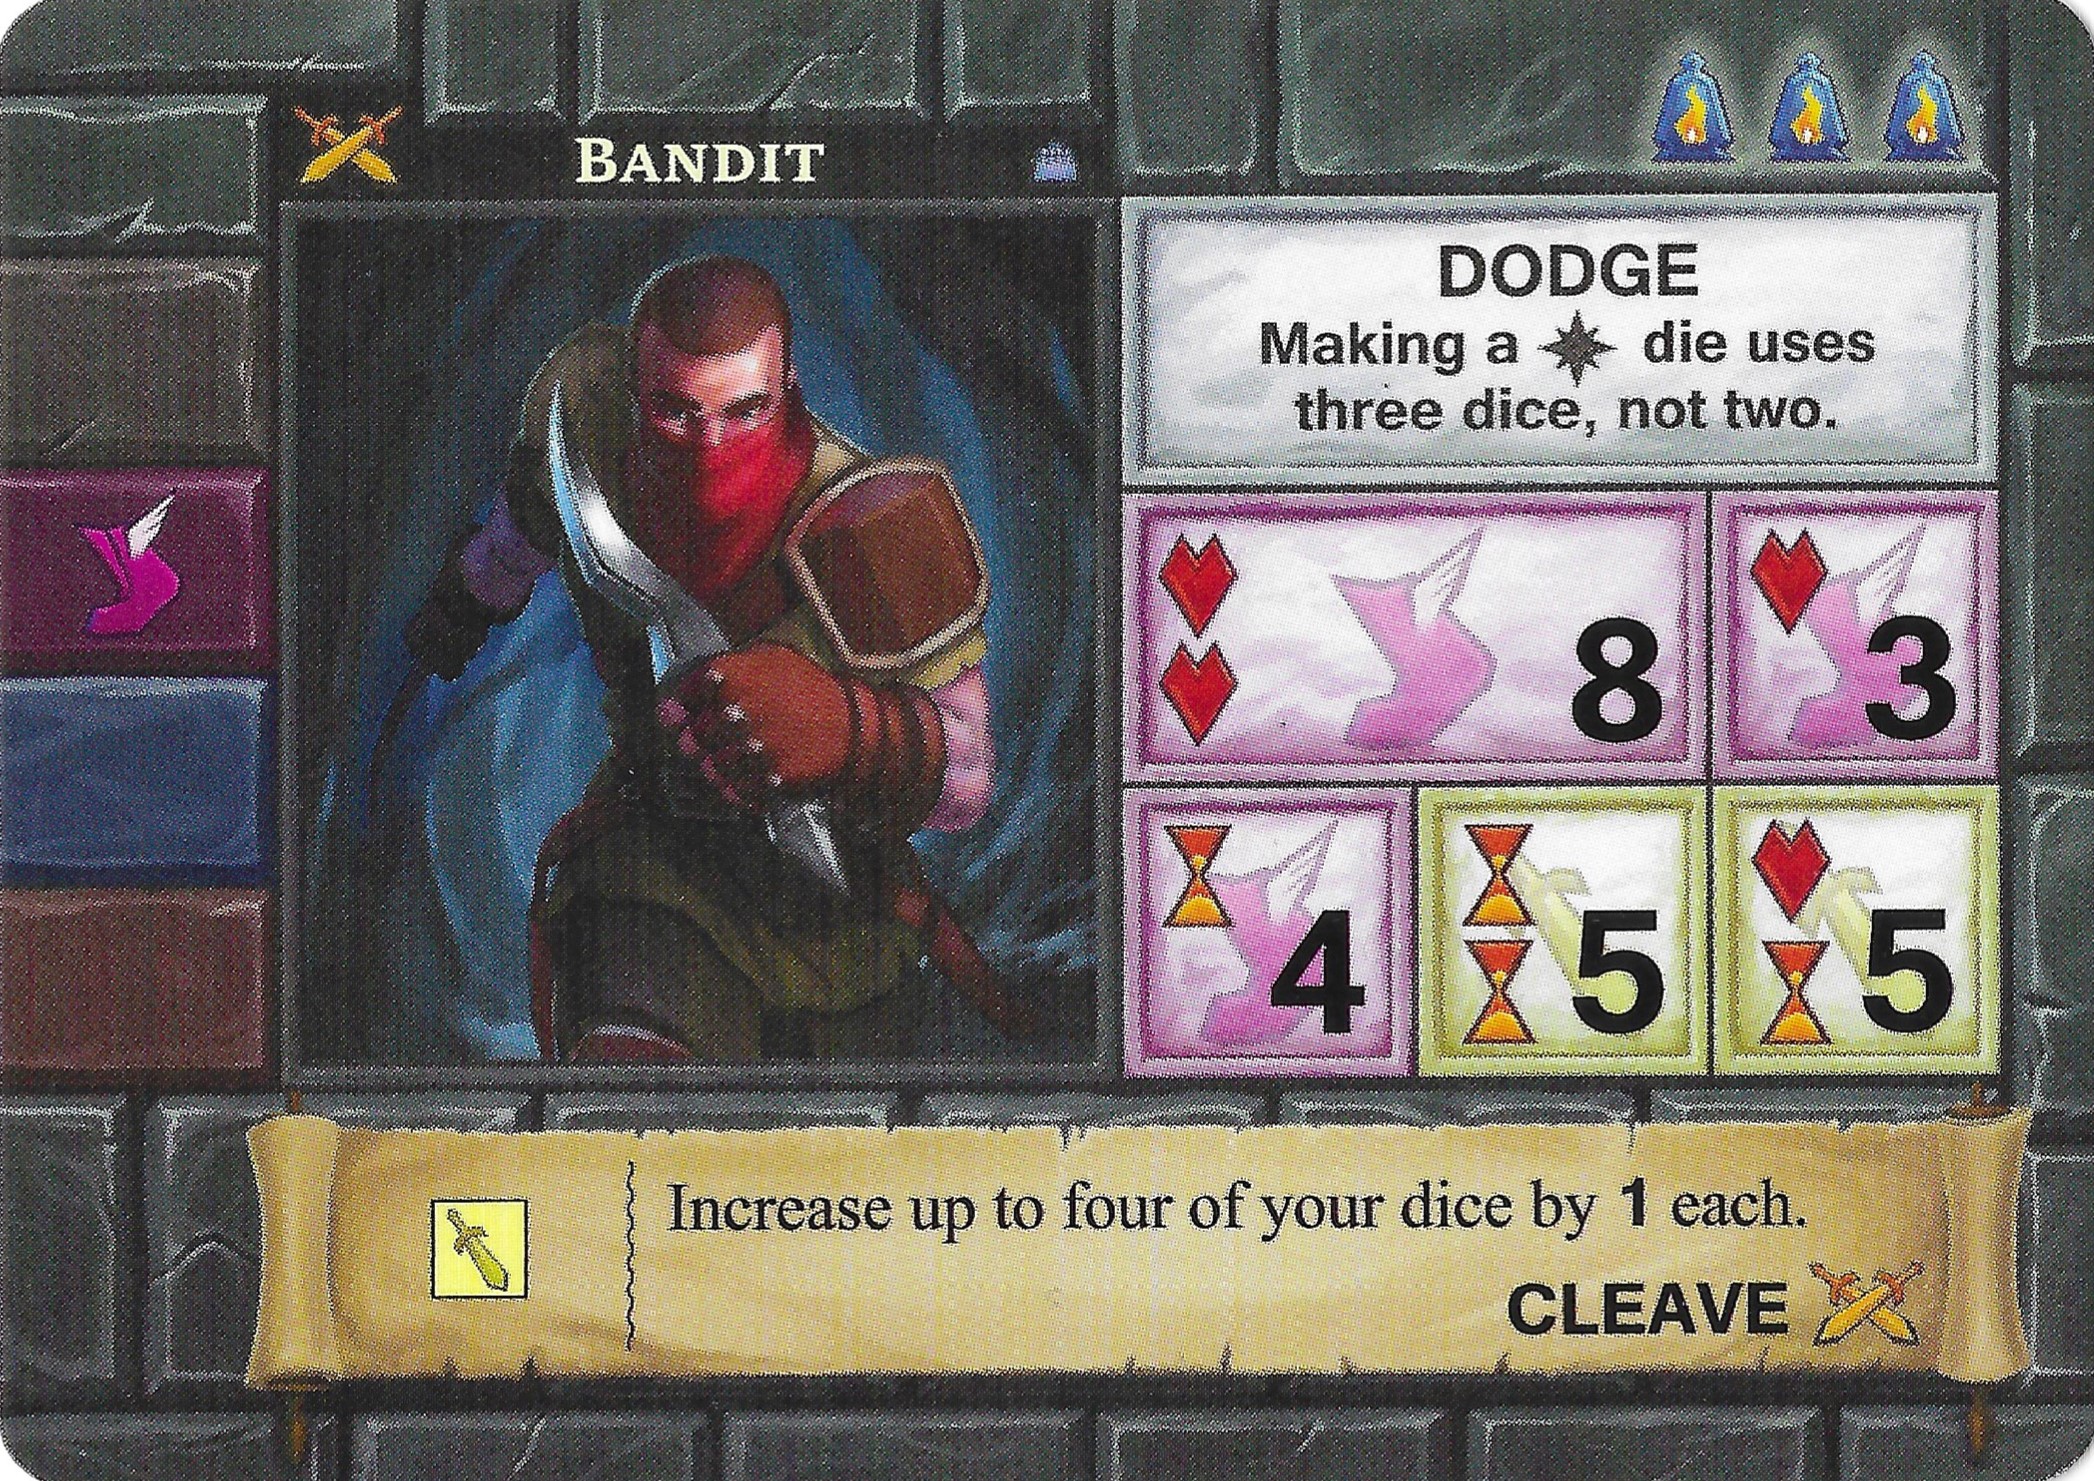 BANDIT
DODGE
Making a die uses
three dice, not two.
8
3
4
5
5
Increase up to four of your dice by 1 each.
CLEAVE